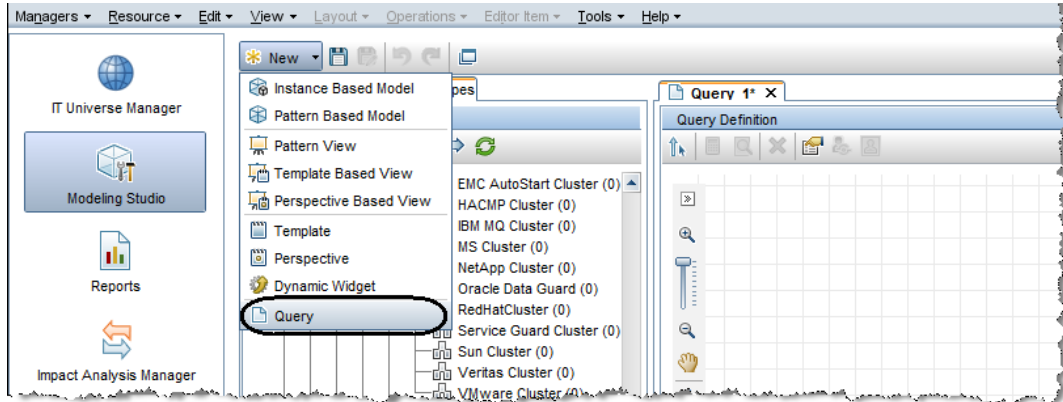 Managers Resource Edit View Layout Operations Editor Item Tools Help
New
IT Universe Manager
Modeling Studio
Reports
Impact Analysis Manager
Instance Based Model
Pattern Based Model
Pattern View
Template Based View
Perspective Based View
Template
Perspective
Dynamic Widget
Query
pes
EMC AutoStart Cluster (0)
HACMP Cluster (0)
IBM MQ Cluster (0)
MS Cluster (0)
NetApp Cluster (0)
Oracle Data Guard (0)
RedHatCluster (0)
Service Guard Cluster (0)
Sun Cluster (0)
Veritas Cluster (0)
VMware Cluster (0)
Query 1* X
Query Definition